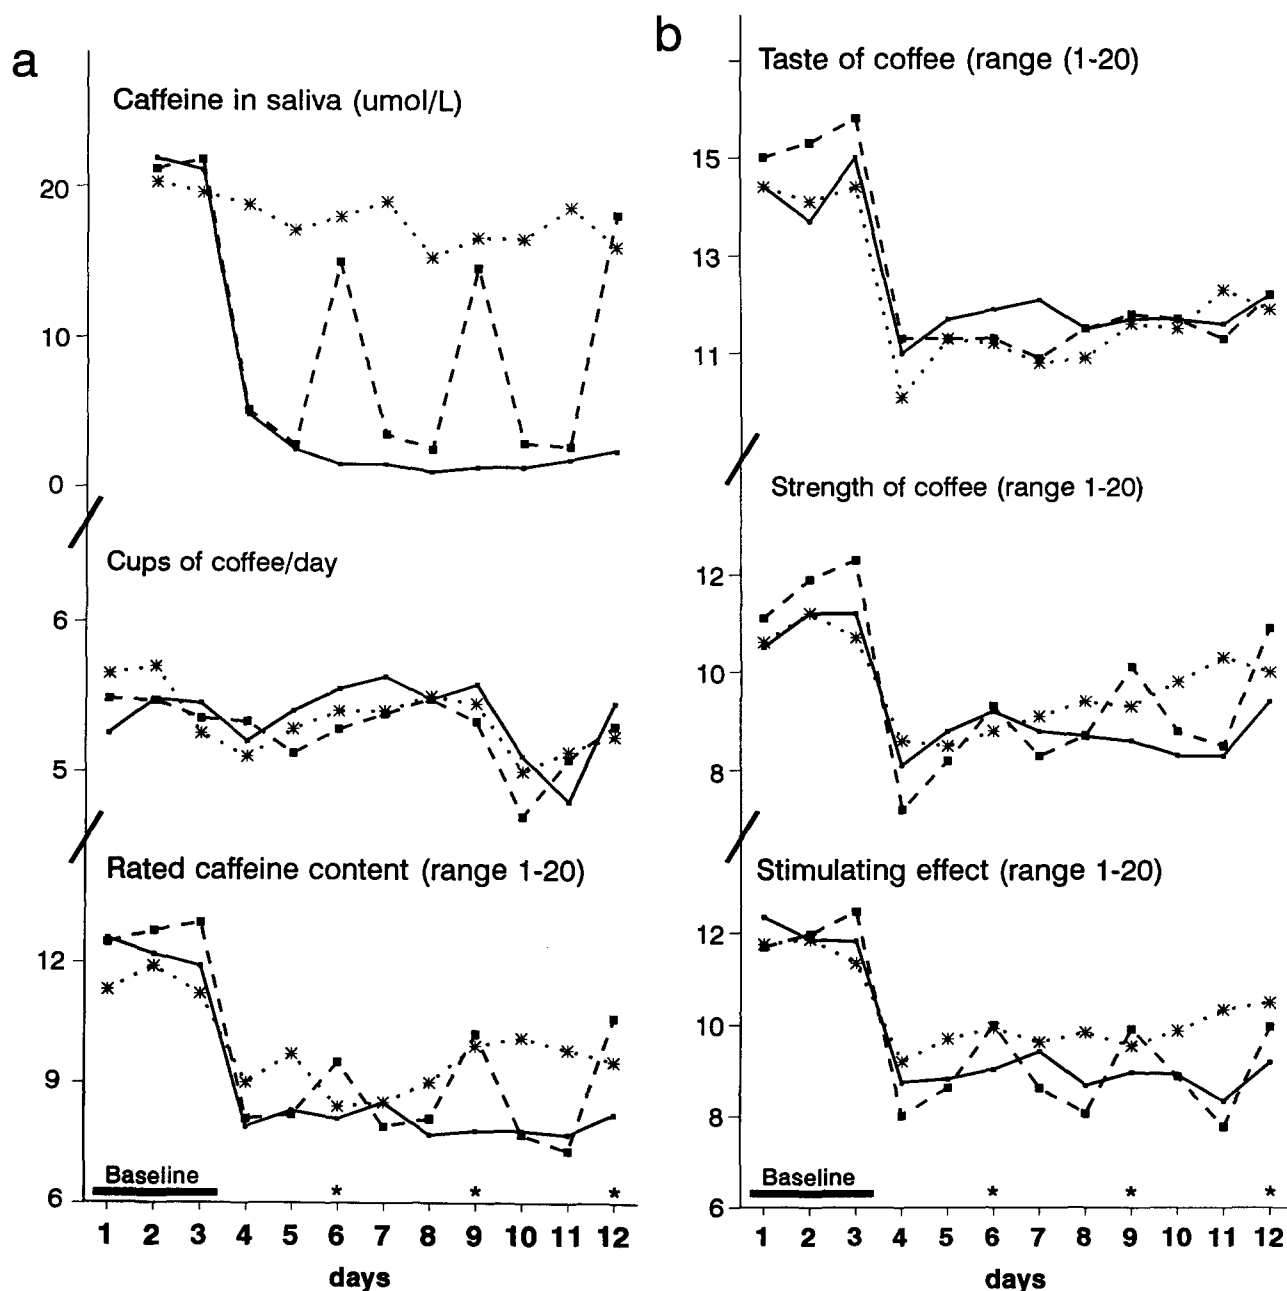 a
Caffeine in saliva (umol/L)
20
10
0
Cups of coffee/day
6
5
Rated caffeine content (range 1-20)
12
9
6
Baseline
* * *
1 2 3 4 5 6 7 8 9 10 11 12
days
b
Taste of coffee (range (1-20)
15
13
11
Strength of coffee (range 1-20)
12
10
8
Stimulating effect (range 1-20)
12
10
8
6
Baseline
* * *
1 2 3 4 5 6 7 8 9 10 11 12
days